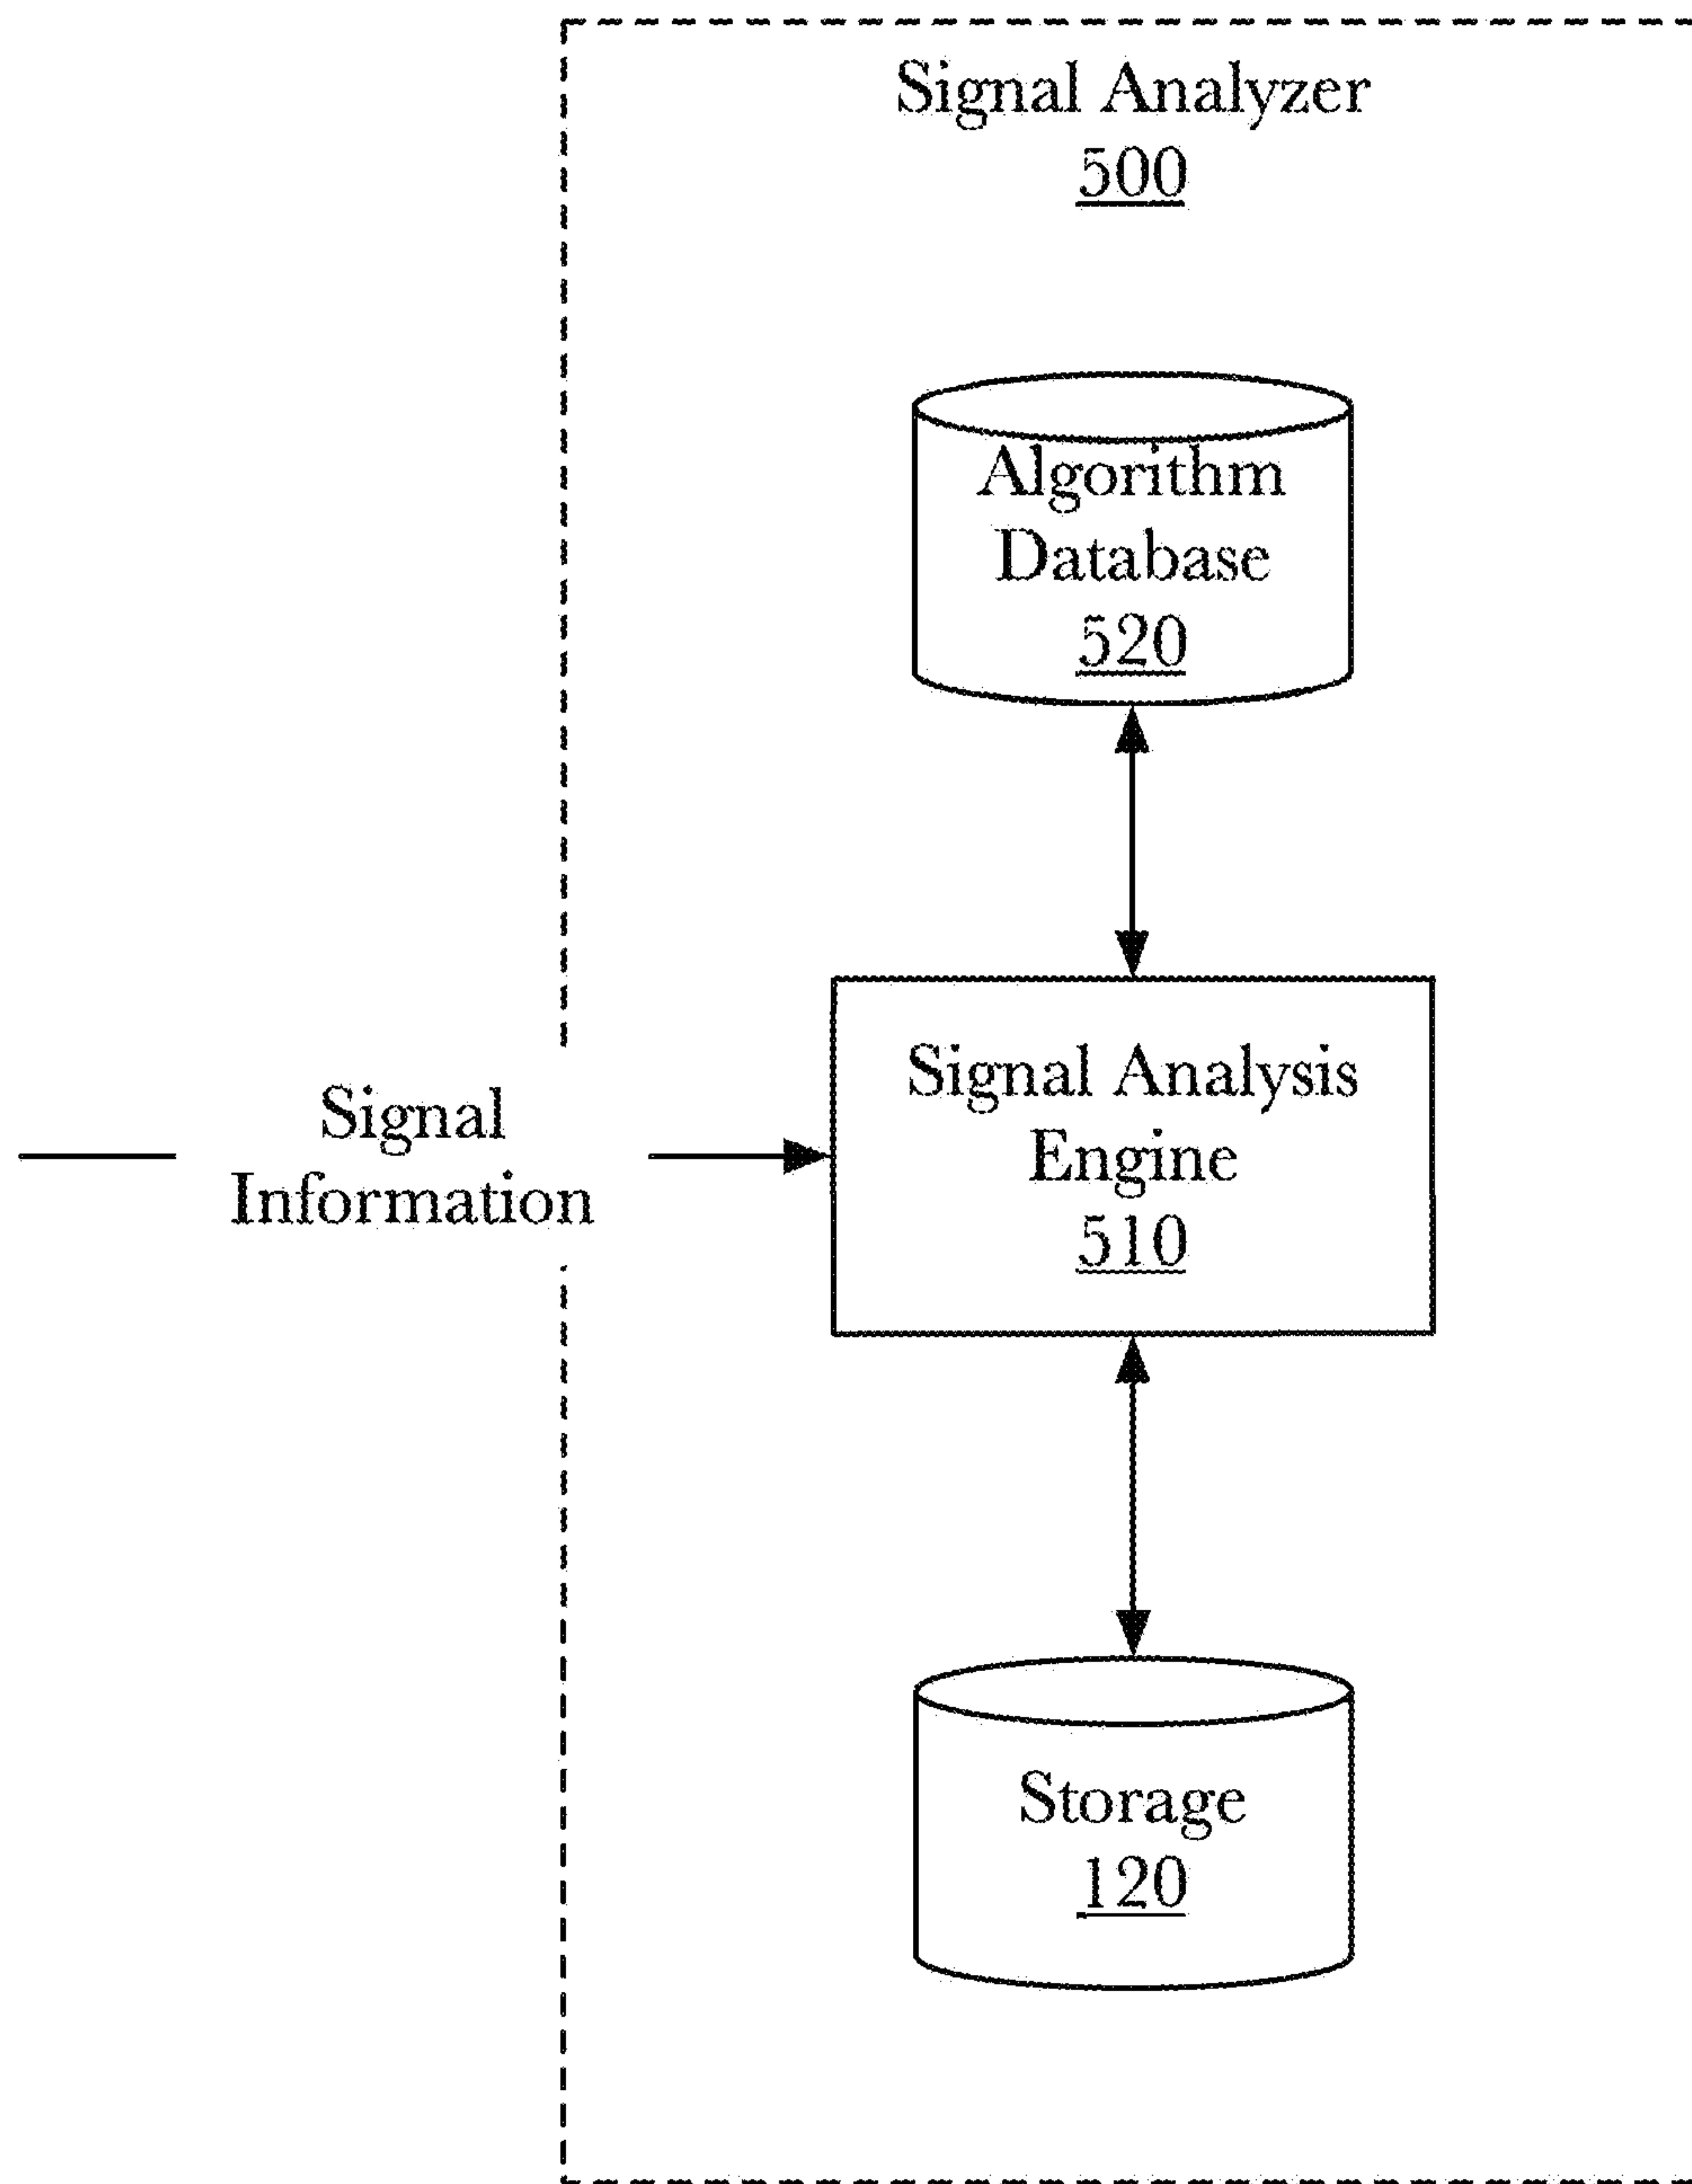 Signal Analyzer
500
Algorithm
Database
520
Signal
Information
Signal Analysis
Engine
510
Storage
120